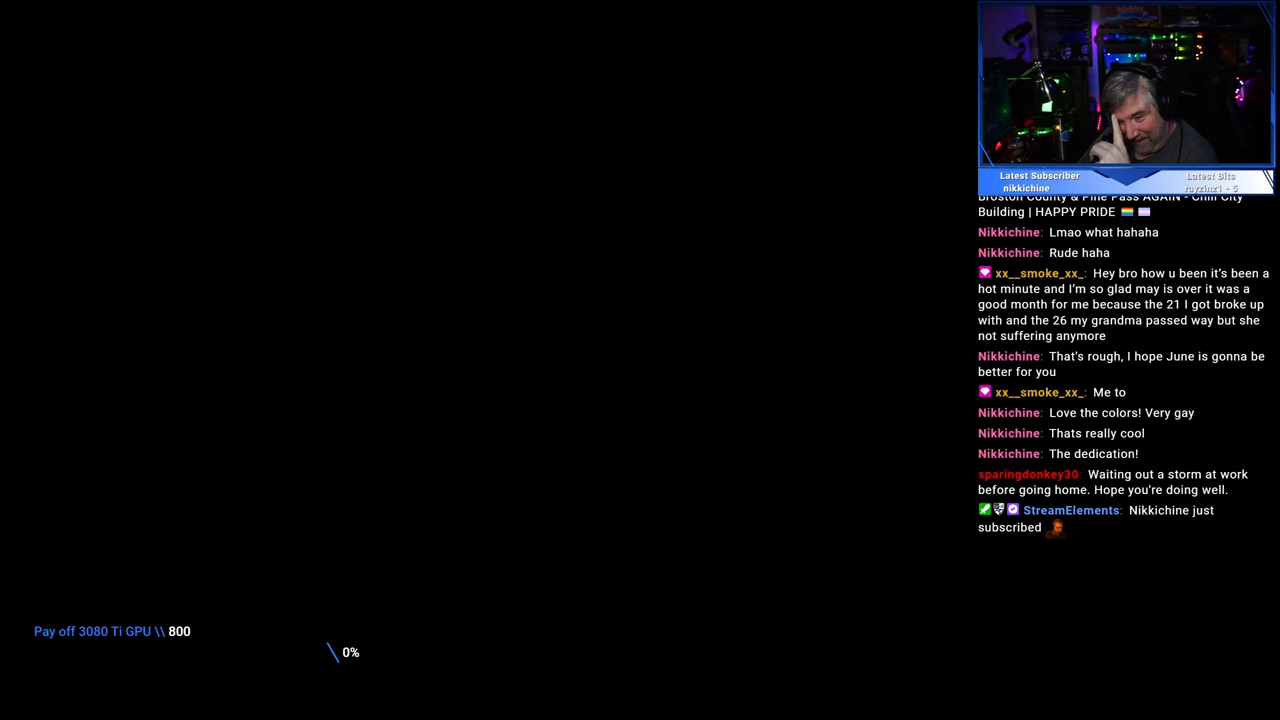 Latest Subscriber
nikkichine
Latest Bits
rayzinz1 - 5
Broston County & Pine Pass AGAIN - Chill City
Building | HAPPY PRIDE 🏳️‍🌈 🏳️‍⚧️
Nikkichine: Lmao what hahaha
Nikkichine: Rude haha
xx__smoke_xx_: Hey bro how u been it's been a
hot minute and I'm so glad may is over it was a
good month for me because the 21 I got broke up
with and the 26 my grandma passed way but she
not suffering anymore
Nikkichine: That's rough, I hope June is gonna be
better for you
xx__smoke_xx_: Me to
Nikkichine: Love the colors! Very gay
Nikkichine: Thats really cool
Nikkichine: The dedication!
sparingdonkey30: Waiting out a storm at work
before going home. Hope you're doing well.
StreamElements: Nikkichine just
subscribed
Pay off 3080 Ti GPU \\ 800
\ 0%